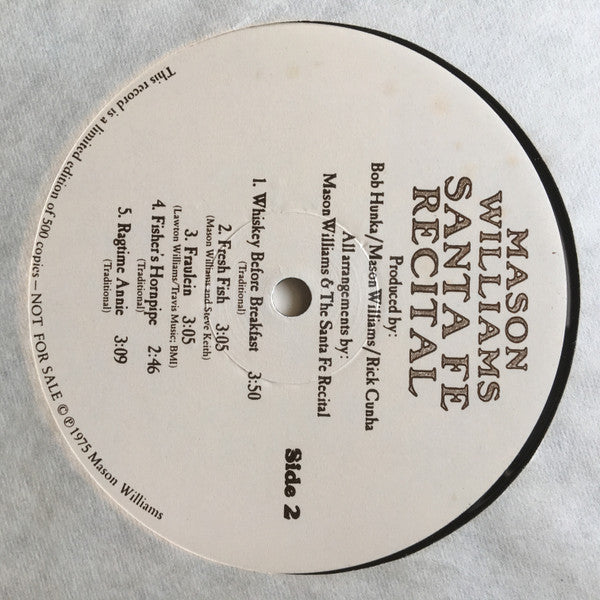 MASON
WILLIAMS
SANTA FE
RECITAL
Produced by:
Bob Hunka/Mason Williams/Rick Cunha
All arrangements by:
Mason Williams & The Santa Fe Recital
Side 2
1. Whiskey Before Breakfast 3:50
(Traditional)
2. Fresh Fish 3:05
(Mason Williams and Steve Keith)
3. Fraulein 3:05
(Lawton Williams/Travis Music; BMI)
4. Fisher's Hornpipe 2:46
(Traditional)
5. Ragtime Annie 3:09
(Traditional)
This record is a limited edition of 500 copies — NOT FOR SALE © ℗ 1975 Mason Williams